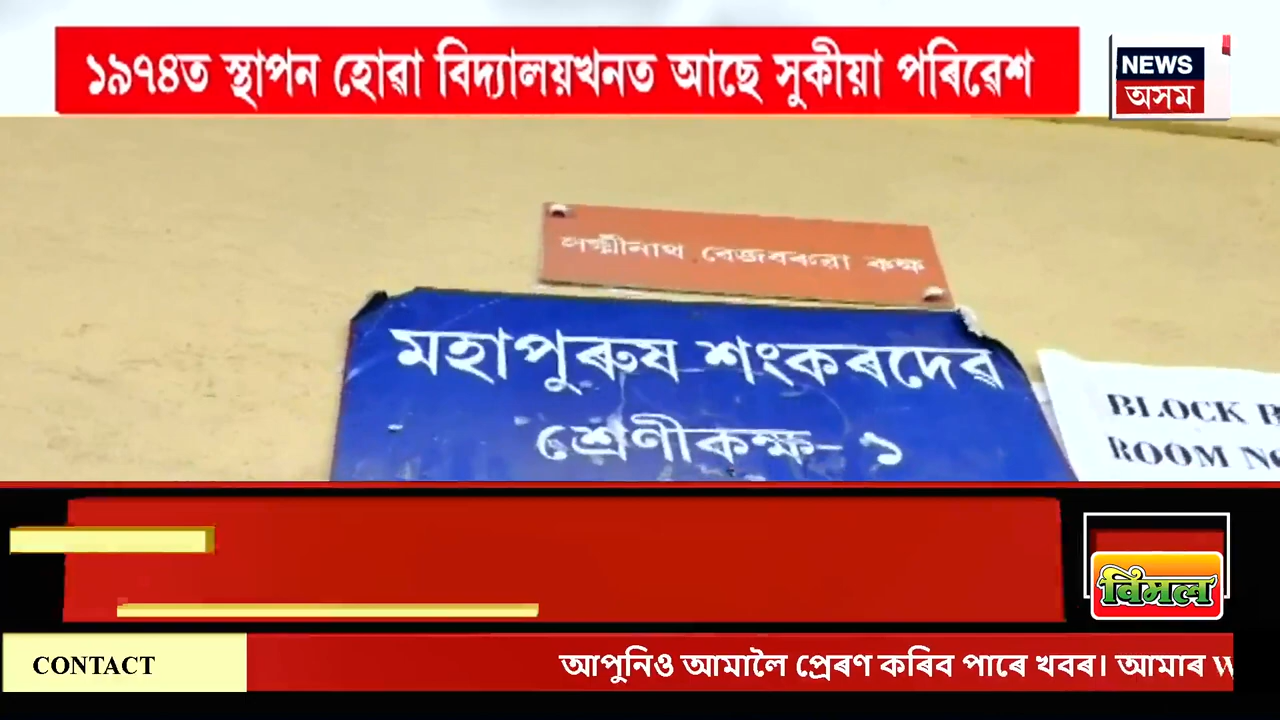 ১৯৭৪ত স্থাপন হোৱা বিদ্যালয়খনত আছে সুকীয়া পৰিৱেশ
NEWS
অসম
লক্ষ্মীনাথ বেজবৰুৱা কক্ষ
মহাপুৰুষ শংকৰদেৱ
শ্ৰেণীকক্ষ- ১
BLOCK
ROOM
বিমল
CONTACT
আপুনিও আমালৈ প্ৰেৰণ কৰিব পাৰে খবৰ। আমাৰ